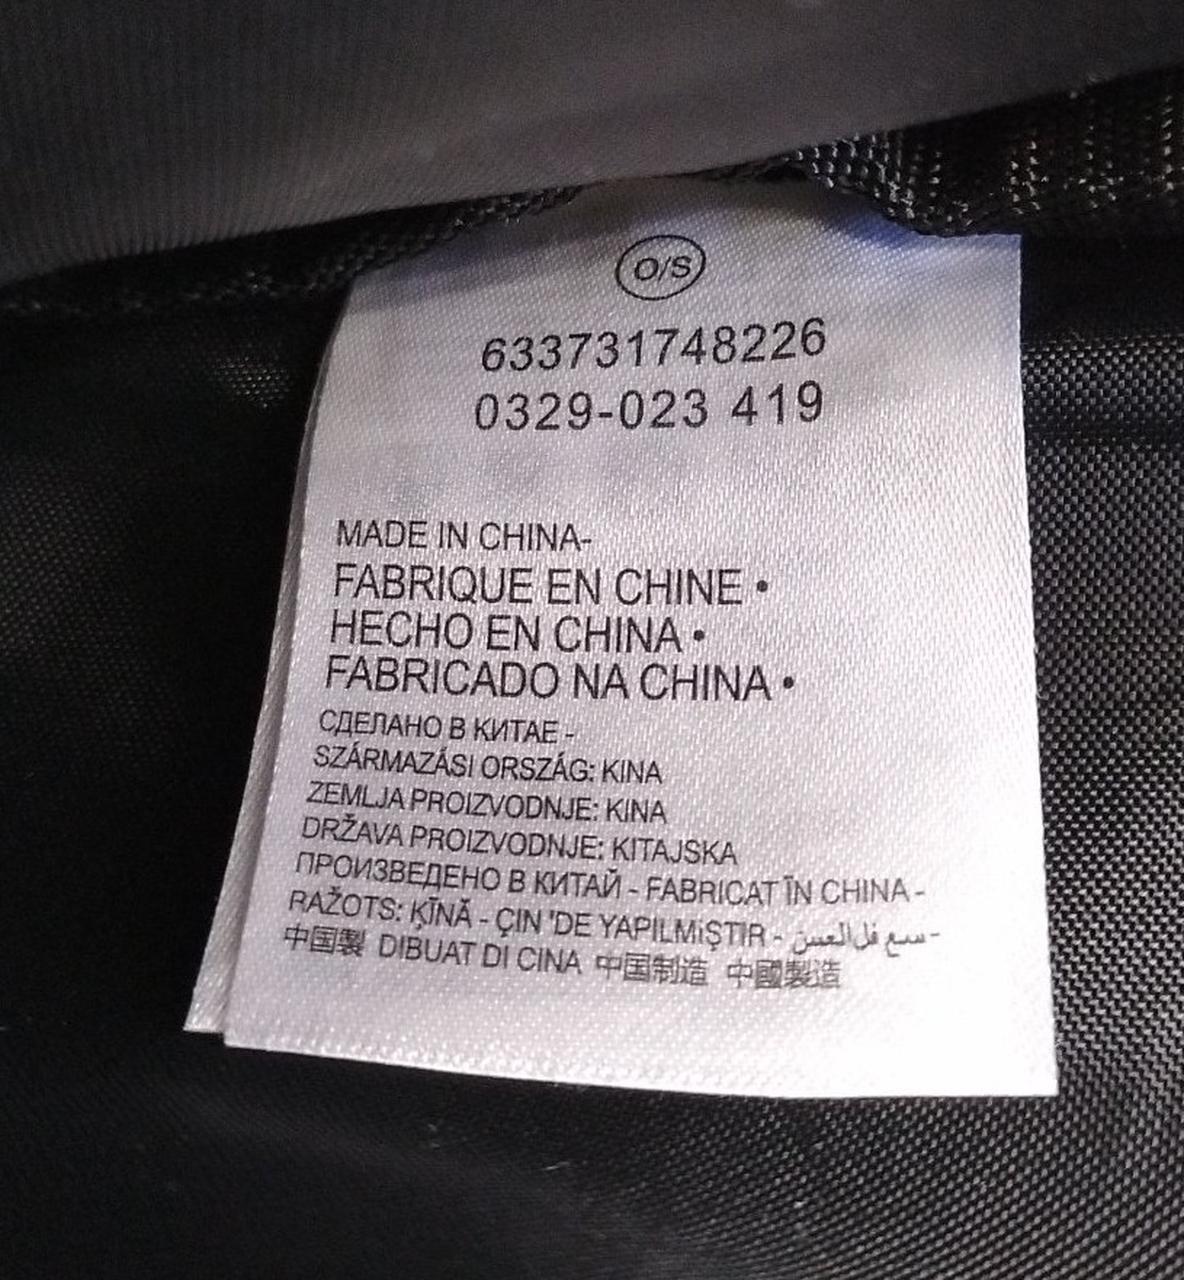 O/S
633731748226
0329-023 419
MADE IN CHINA-
FABRIQUE EN CHINE •
HECHO EN CHINA •
FABRICADO NA CHINA •
СДЕЛАНО В КИТАЕ -
SZÁRMAZÁSI ORSZÁG: KINA
ZEMLJA PROIZVODNJE: KINA
DRŽAVA PROIZVODNJE: KITAJSKA
ПРОИЗВЕДЕНО В КИТАЙ - FABRICAT ÎN CHINA -
RAŽOTS: ĶĪNĀ - ÇIN 'DE YAPILMiŞTIR - -
中国製 DIBUAT DI CINA 中国制造 中國製造